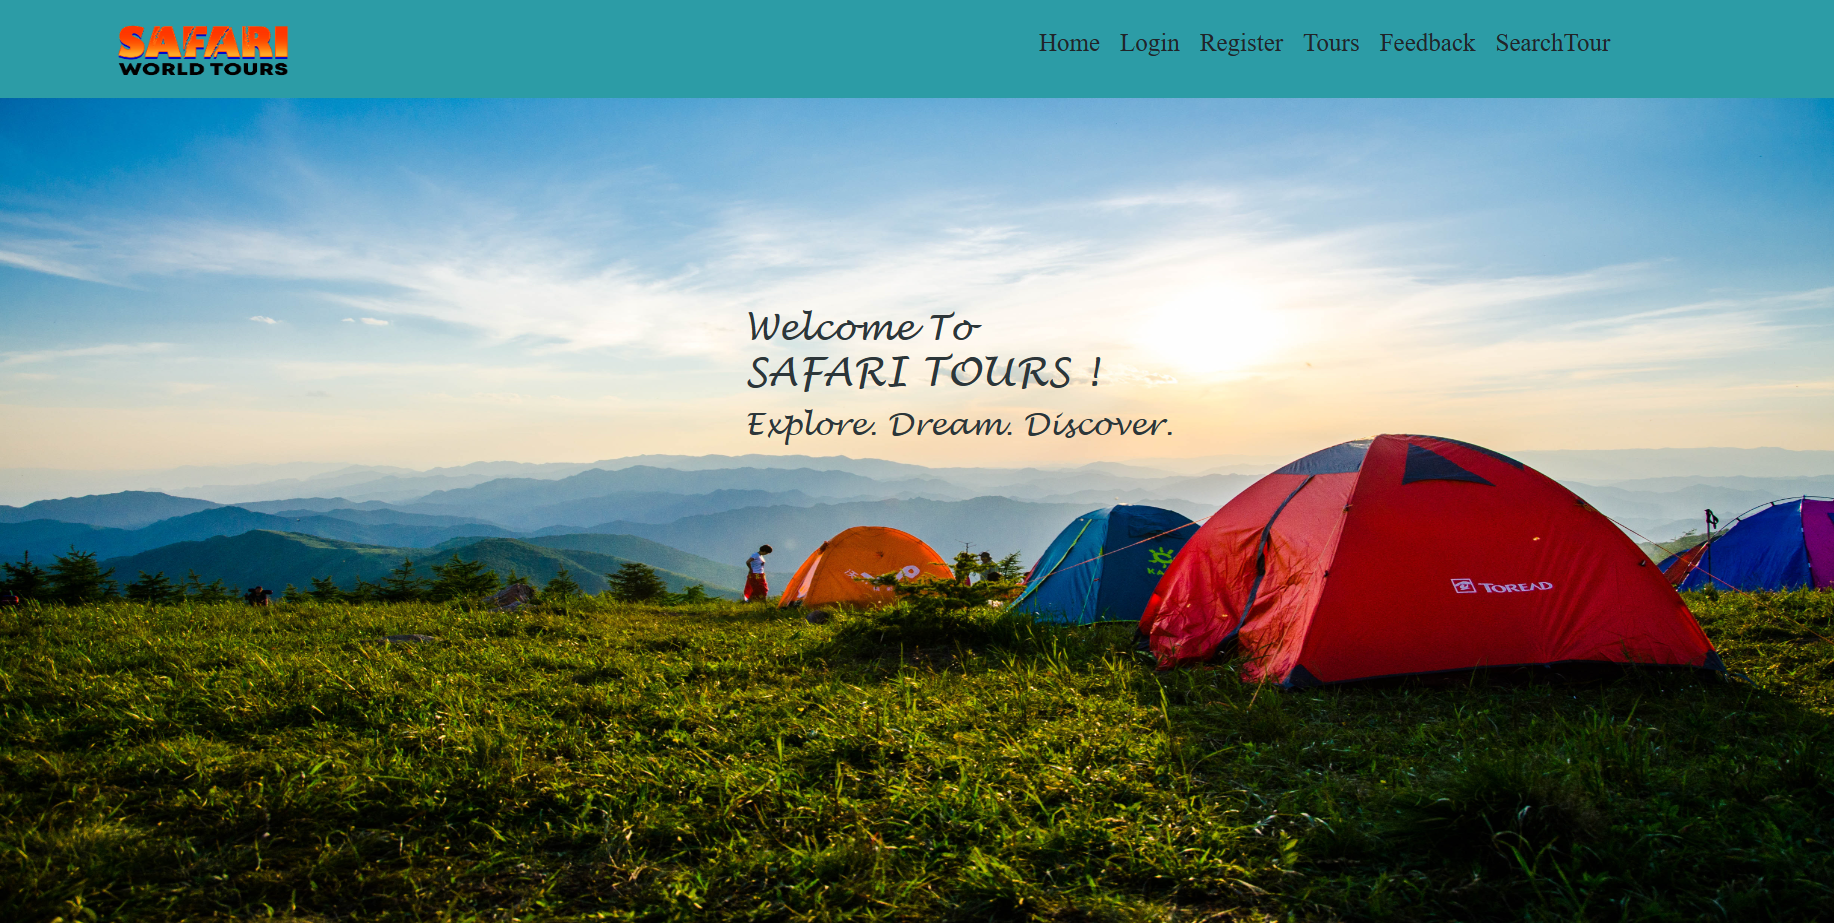 SAFARI
WORLD TOURS
Home Login Register Tours Feedback SearchTour
Welcome To
SAFARI TOURS !
Explore. Dream. Discover.
TOREAD